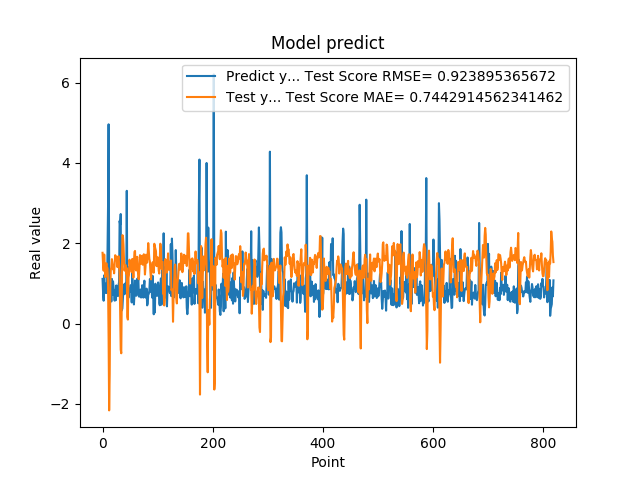 Model predict
Predict y... Test Score RMSE= 0.923895365672
Test y... Test Score MAE= 0.7442914562341462
Real value
6
4
2
0
−2
0 200 400 600 800
Point